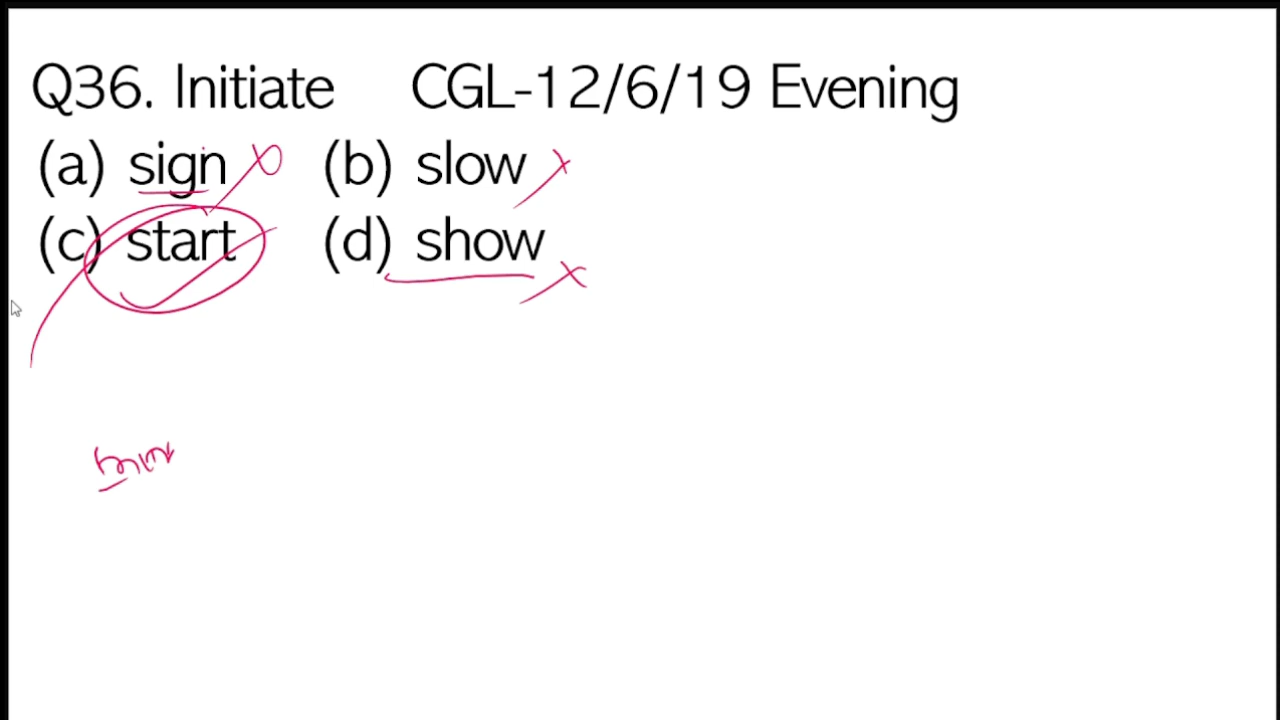 Q36. Initiate CGL-12/6/19 Evening
(a) sign (b) slow
(c) start (d) show